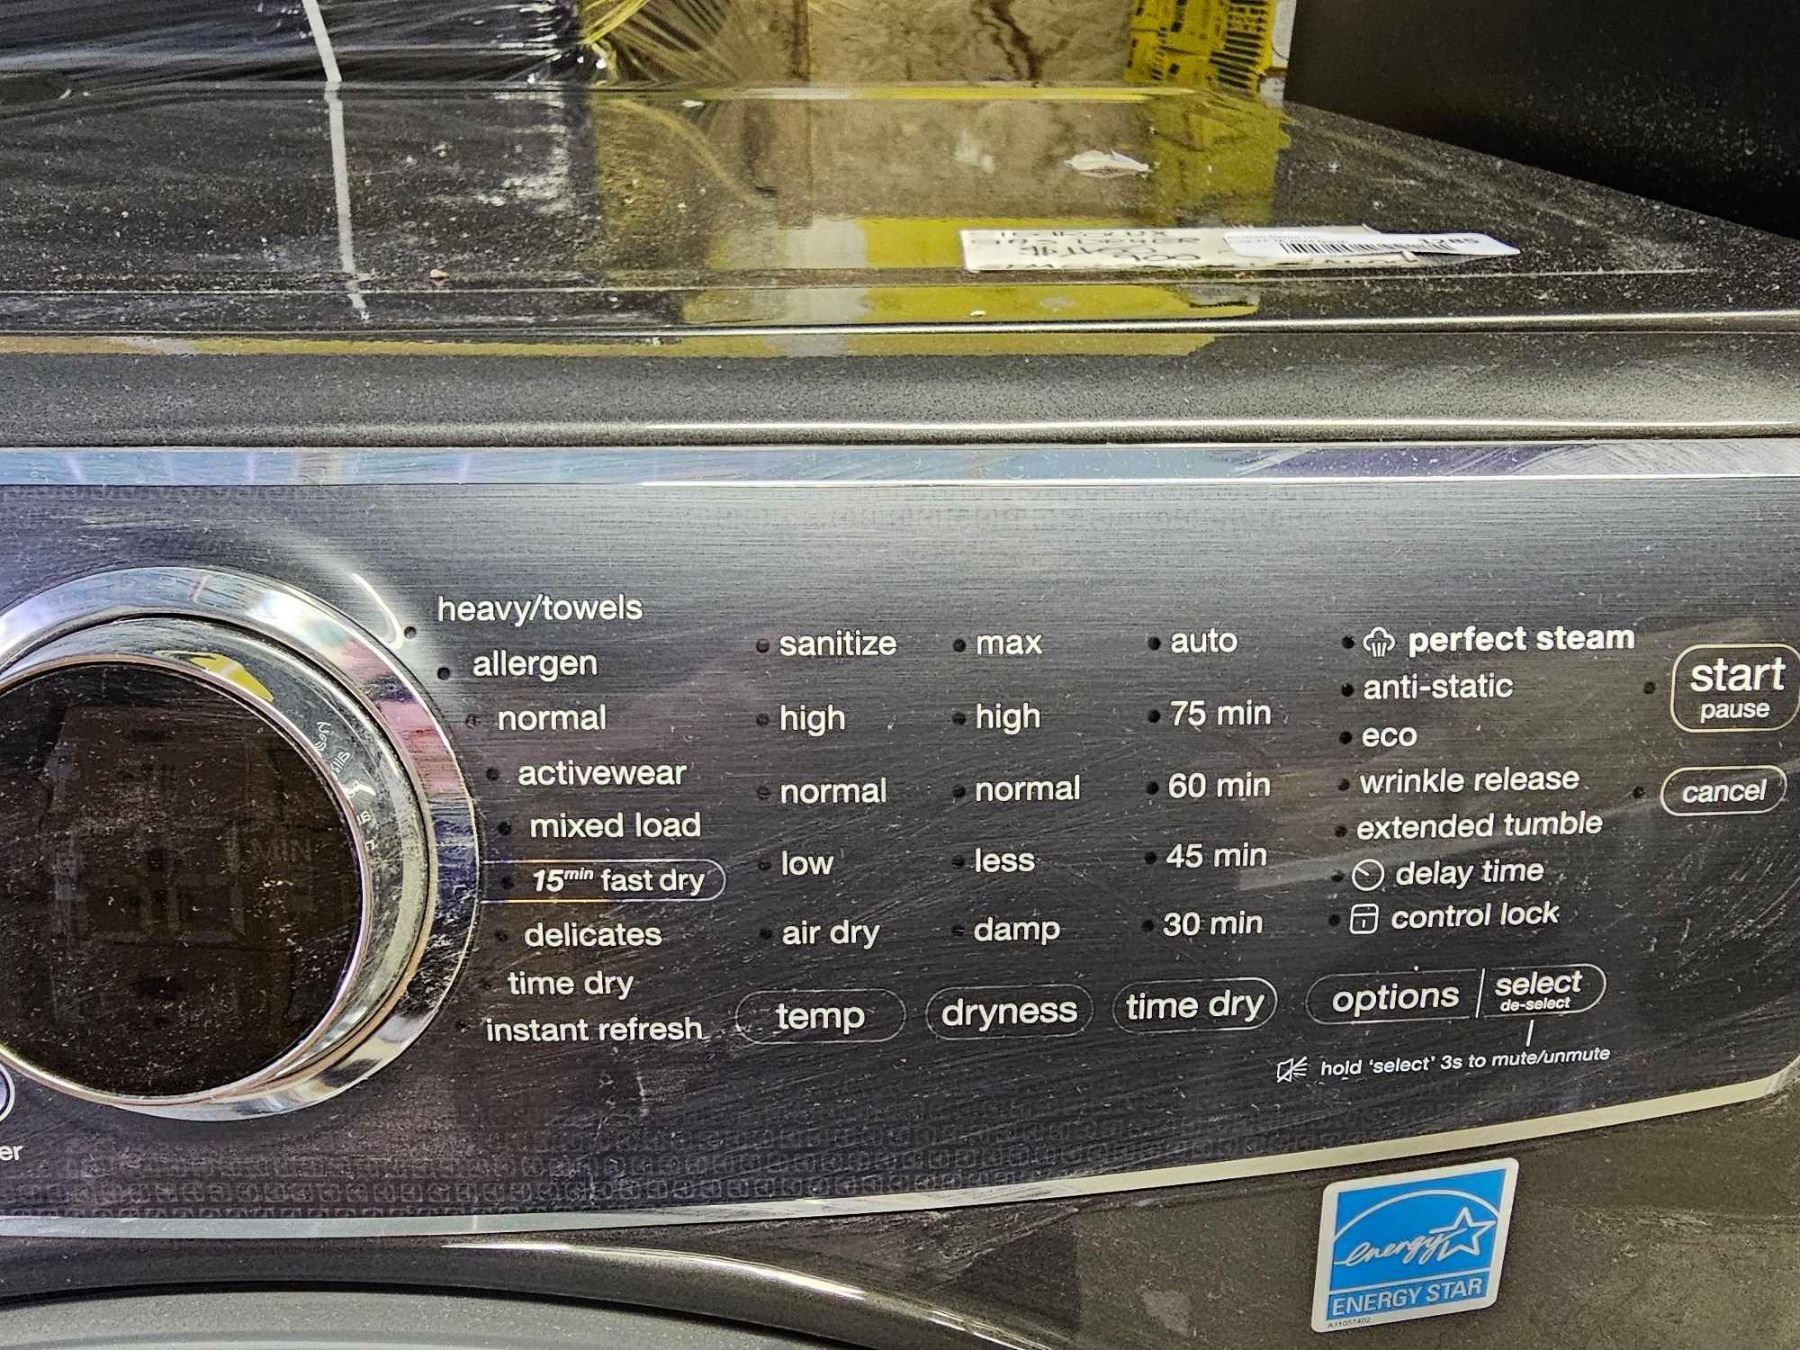 heavy/towels
allergen
normal
activewear
mixed load
15min fast dry
delicates
time dry
instant refresh
sanitize
high
normal
low
air dry
temp
max
high
normal
less
damp
dryness
auto
75 min
60 min
45 min
30 min
time dry
perfect steam
anti-static
eco
wrinkle release
extended tumble
delay time
control lock
options
select
de-select
hold 'select' 3s to mute/unmute
start
pause
cancel
MIN
er
energy
ENERGY STAR